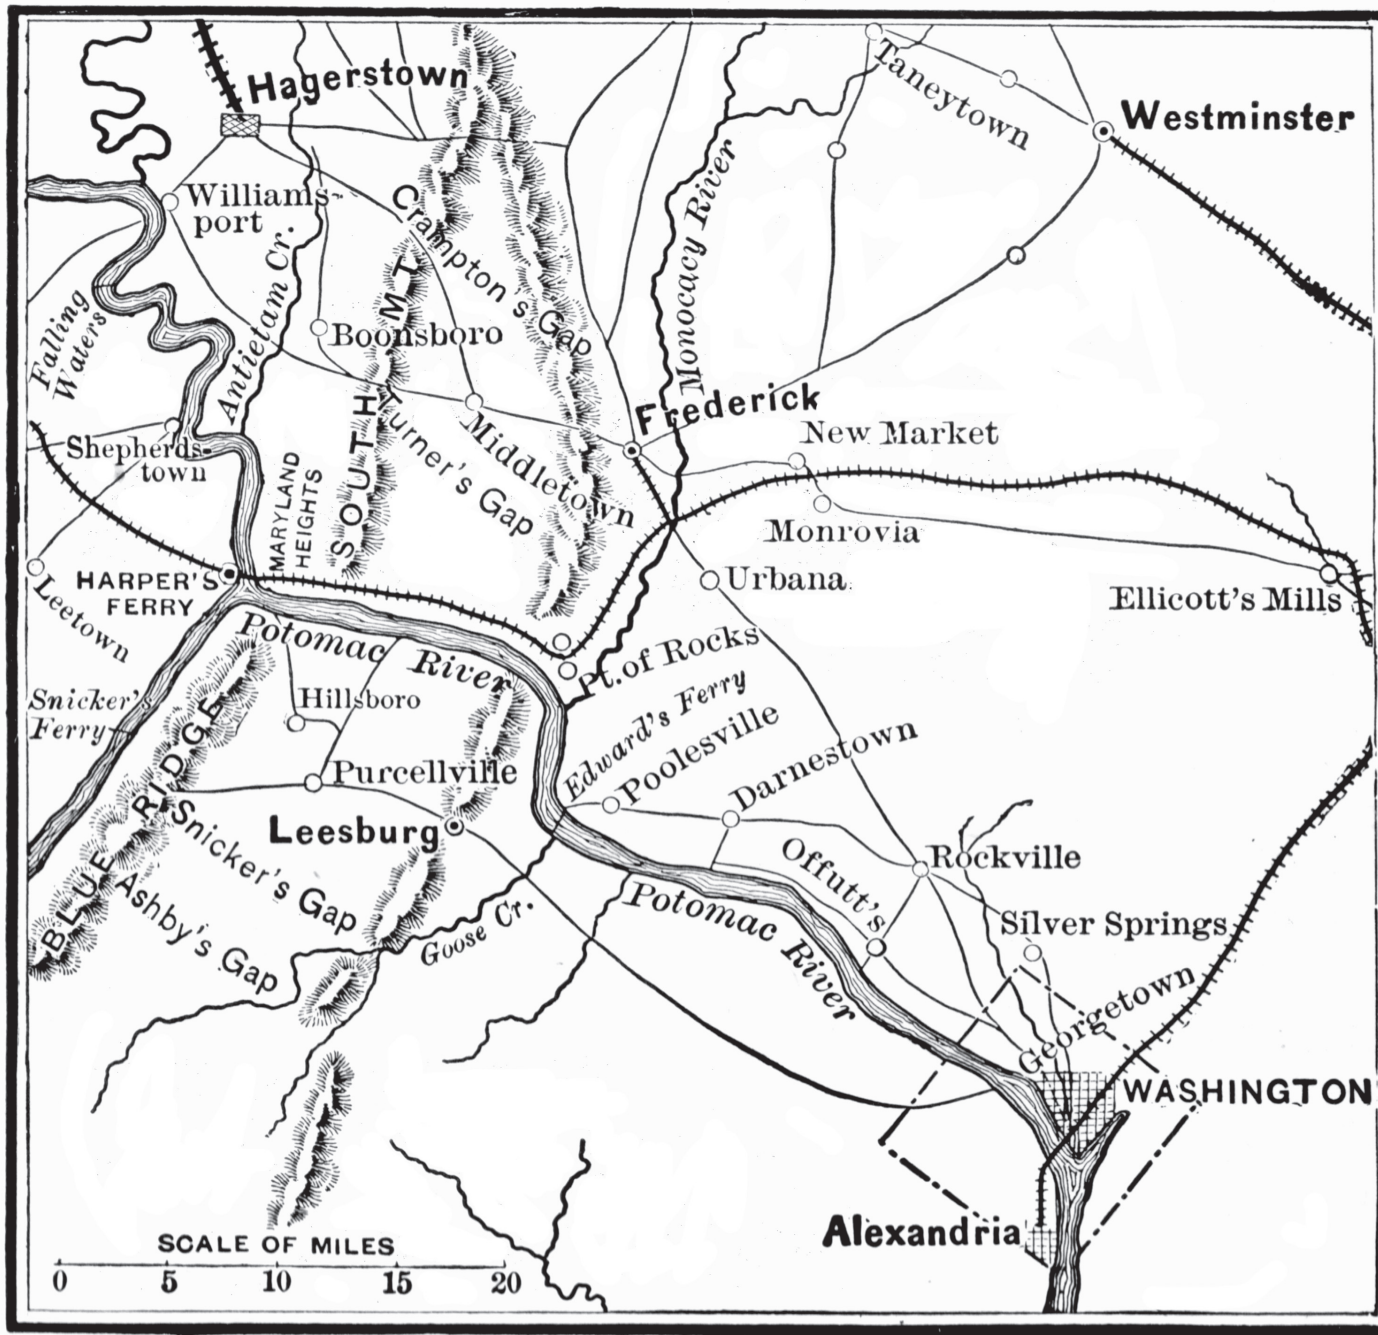 Hagerstown
Taneytown
Westminster
Williams-
port
Crampton's Gap
Monocacy River
Antietam Cr.
Falling
Waters
Boonsboro
SOUTH MT
Frederick
Turner's Gap
Middletown
New Market
Shepherds-
town
MARYLAND
HEIGHTS
Monrovia
HARPER'S
FERRY
Urbana
Ellicott's Mills
Leetown
Potomac River
Pt. of Rocks
Snicker's
Ferry
Hillsboro
Edward's Ferry
Poolesville
Darnestown
BLUE RIDGE
Purcellville
Snicker's Gap
Leesburg
Offutt's
Rockville
Ashby's Gap
Goose Cr.
Potomac River
Silver Springs
Georgetown
WASHINGTON
Alexandria
SCALE OF MILES
0 5 10 15 20